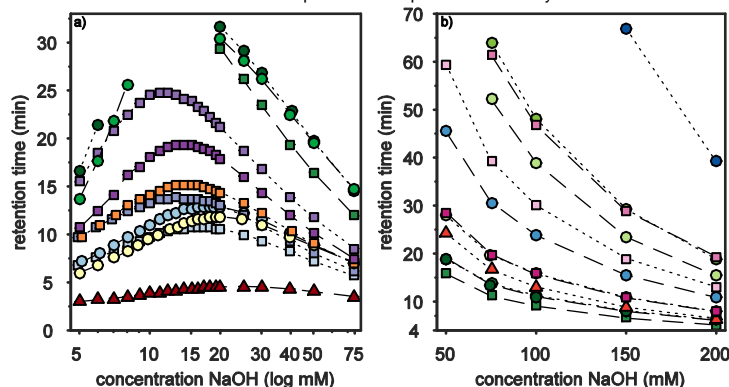 a)
retention time (min)
30
25
20
15
10
5
0
5 10 15 20 30 40 50 75
concentration NaOH (log mM)
b)
retention time (min)
70
60
50
40
30
20
10
4
50 75 100 150 200
concentration NaOH (mM)